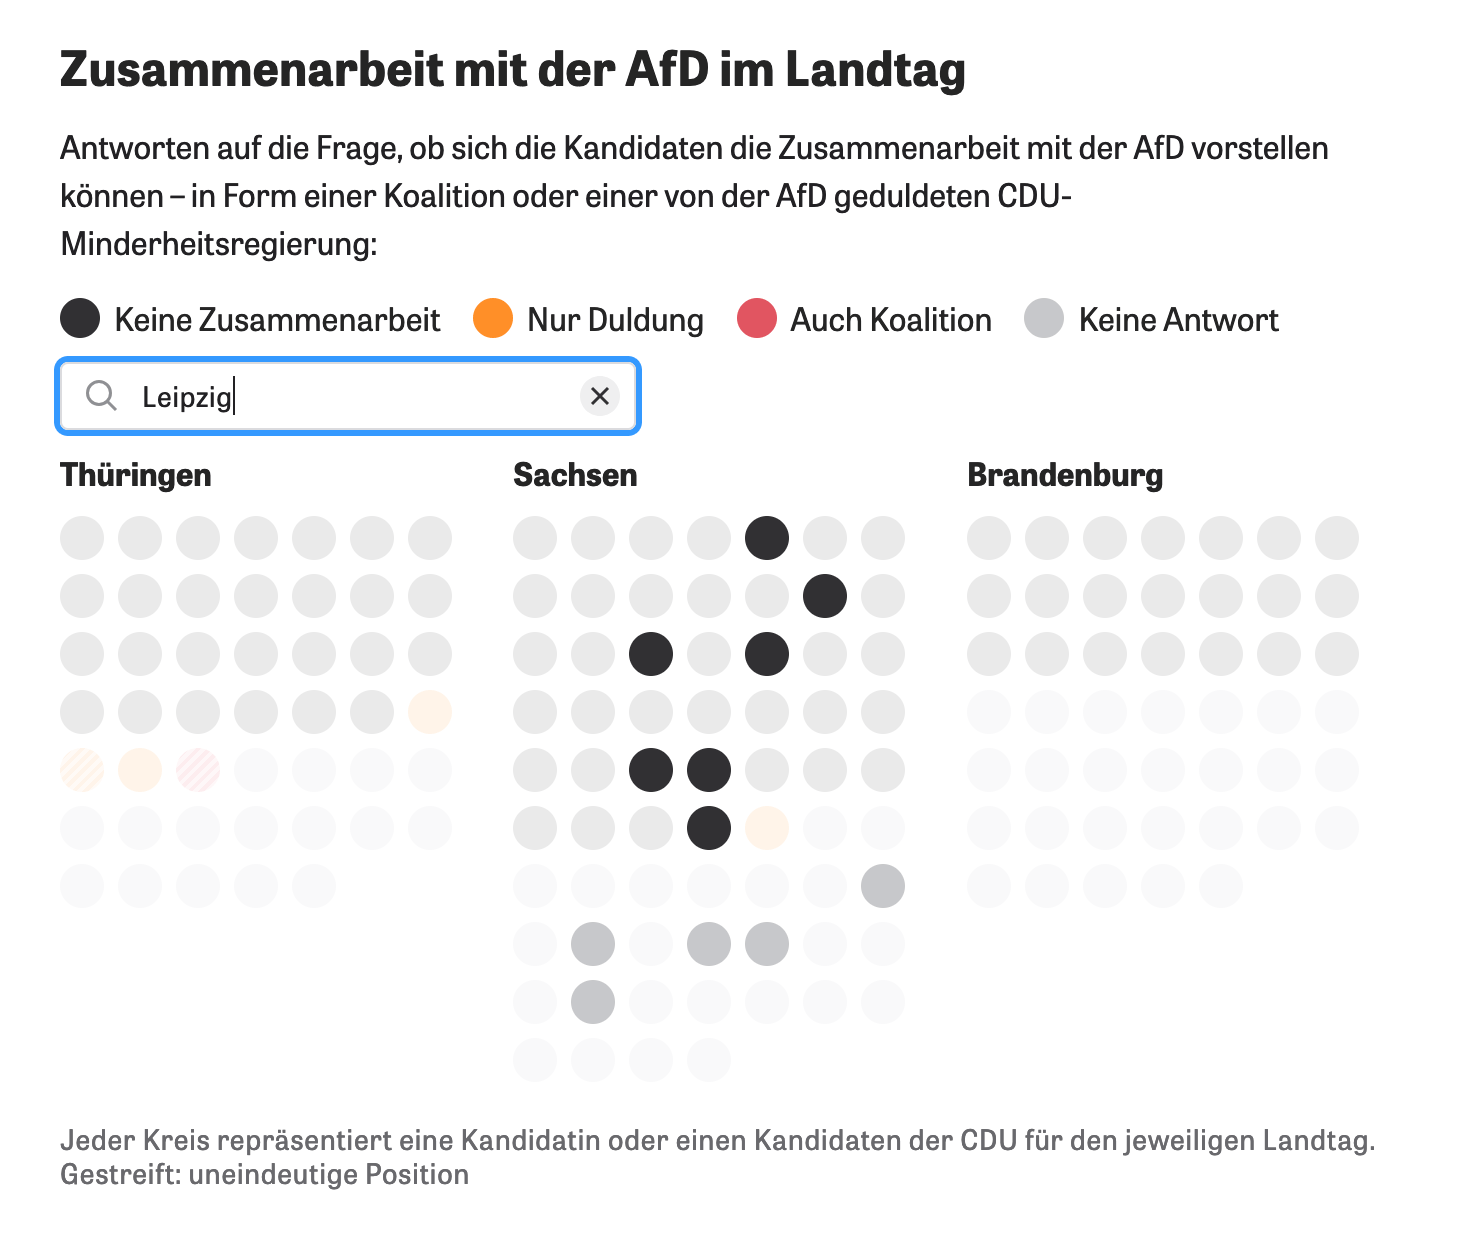 Zusammenarbeit mit der AfD im Landtag
Antworten auf die Frage, ob sich die Kandidaten die Zusammenarbeit mit der AfD vorstellen
können – in Form einer Koalition oder einer von der AfD geduldeten CDU-
Minderheitsregierung:
Keine Zusammenarbeit Nur Duldung Auch Koalition Keine Antwort
Leipzig
Thüringen Sachsen Brandenburg
Jeder Kreis repräsentiert eine Kandidatin oder einen Kandidaten der CDU für den jeweiligen Landtag.
Gestreift: uneindeutige Position